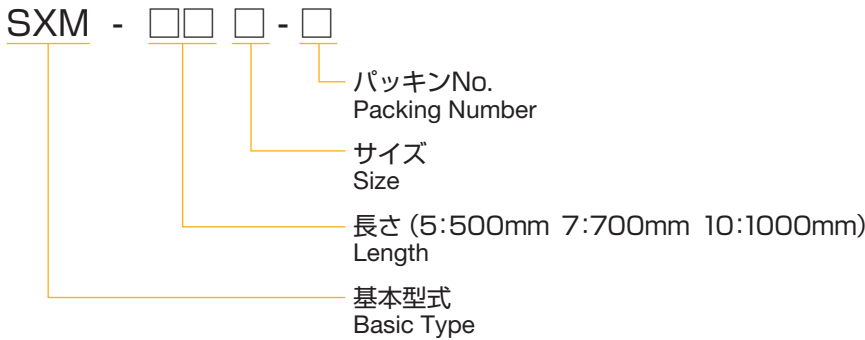 SXM - □□ □ - □
パッキンNo.
Packing Number
サイズ
Size
長さ（5:500mm 7:700mm 10:1000mm）
Length
基本型式
Basic Type